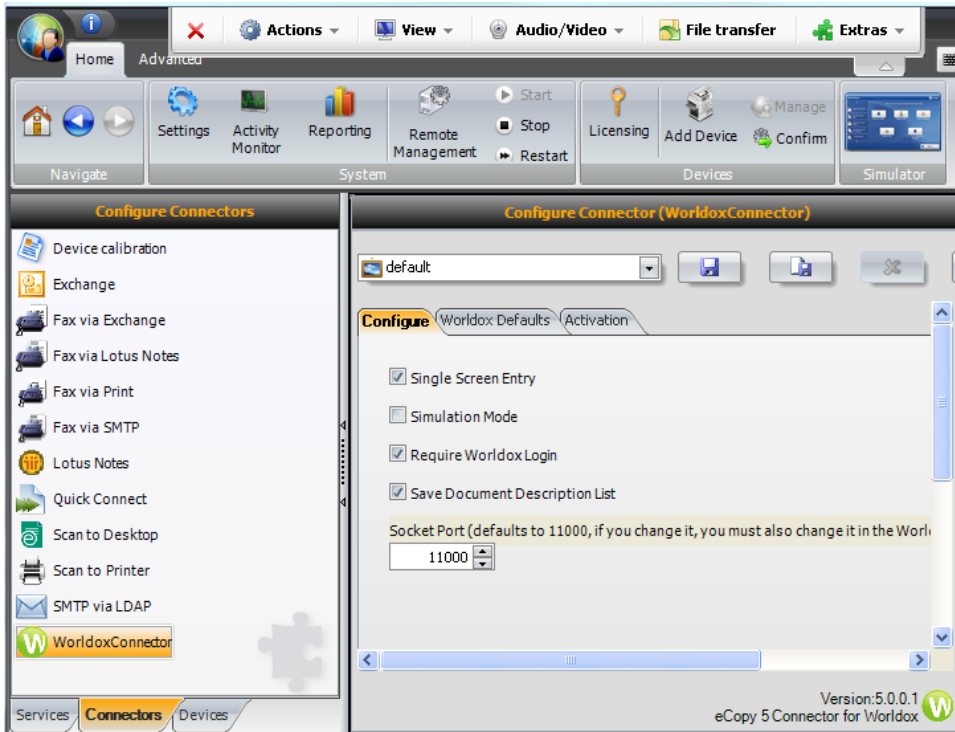 Actions View Audio/Video File transfer Extras
Home Advanced
Settings Activity Monitor Reporting Remote Management Start Stop Restart Licensing Add Device Manage Confirm
Navigate System Devices Simulator
Configure Connectors
Device calibration
Exchange
Fax via Exchange
Fax via Lotus Notes
Fax via Print
Fax via SMTP
Lotus Notes
Quick Connect
Scan to Desktop
Scan to Printer
SMTP via LDAP
WorldoxConnector
Services Connectors Devices
Configure Connector (WorldoxConnector)
default
Configure Worldox Defaults Activation
Single Screen Entry
Simulation Mode
Require Worldox Login
Save Document Description List
Socket Port (defaults to 11000, if you change it, you must also change it in the Worl
11000
Version:5.0.0.1
eCopy 5 Connector for Worldox